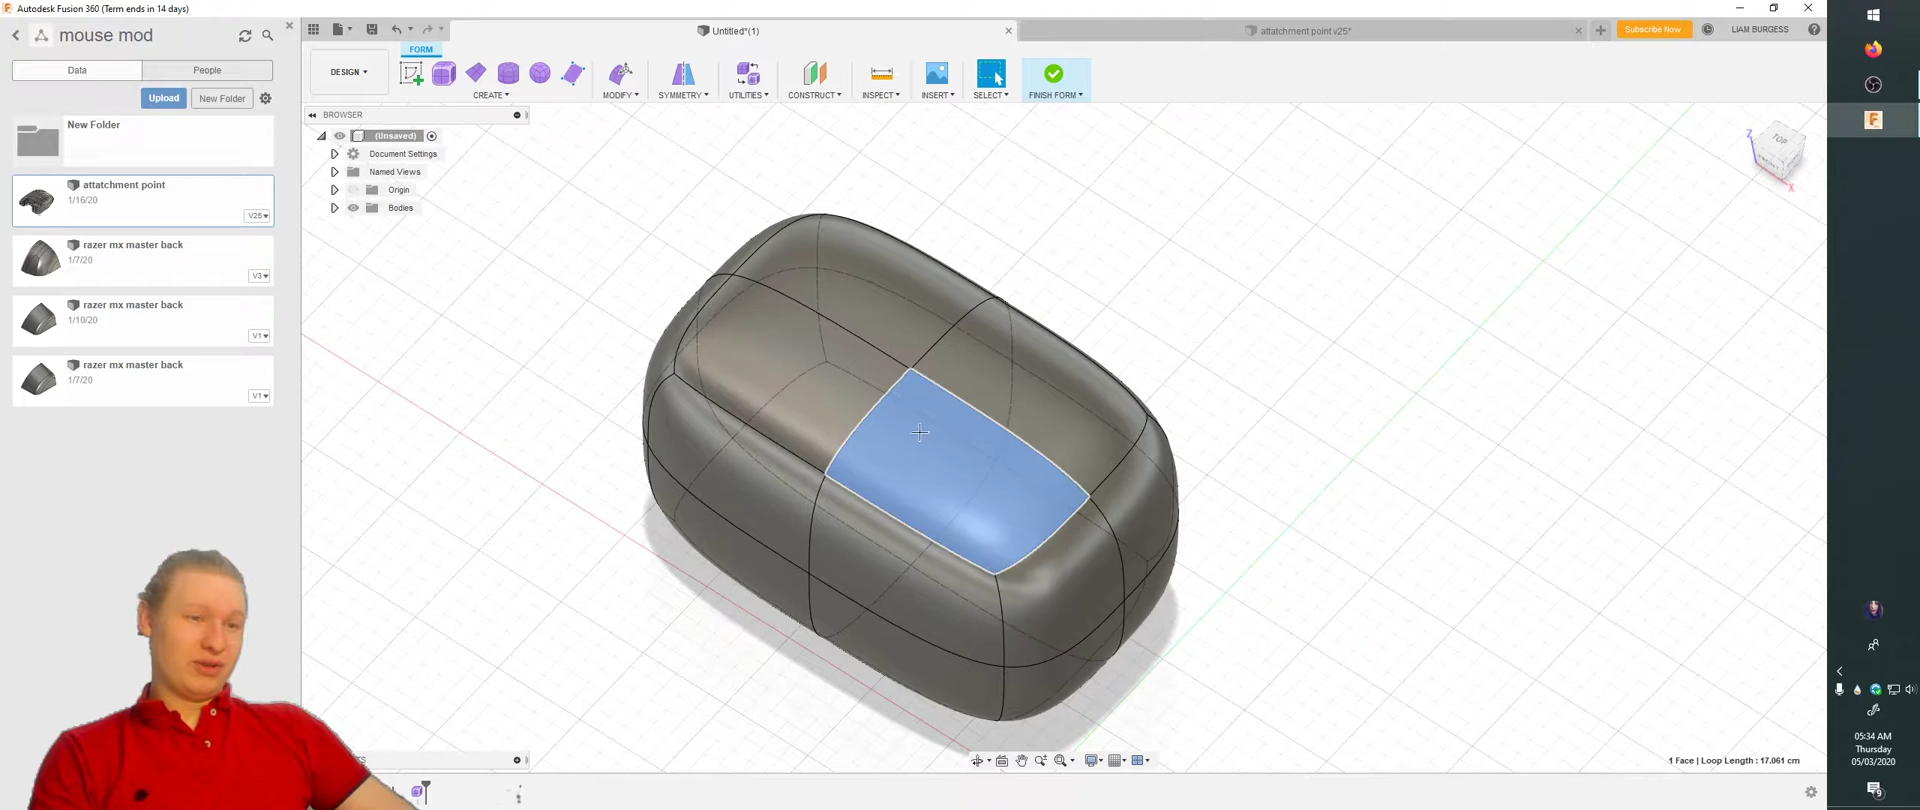 Autodesk Fusion 360 (Term ends in 14 days)
mouse mod
Data
People
Upload
New Folder
New Folder
attatchment point
1/16/20
V25
razer mx master back
1/7/20
V3
razer mx master back
1/10/20
V1
razer mx master back
1/7/20
V1
Untitled*(1)
attatchment point v25*
Subscribe Now
LIAM BURGESS
DESIGN
FORM
CREATE
MODIFY
SYMMETRY
UTILITIES
CONSTRUCT
INSPECT
INSERT
SELECT
FINISH FORM
BROWSER
(Unsaved)
Document Settings
Named Views
Origin
Bodies
Z
TOP
FRONT
X
1 Face | Loop Length : 17.061 cm
05:34 AM
Thursday
05/03/2020
9